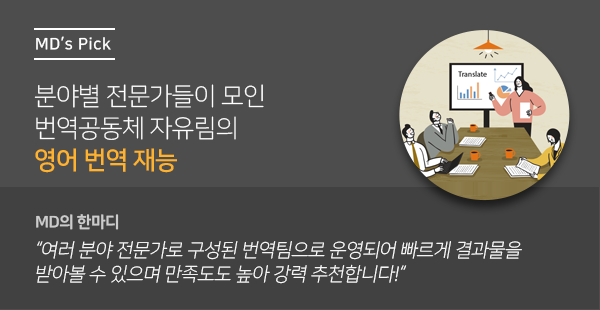 MD's Pick
분야별 전문가들이 모인
번역공동체 자유림의
영어 번역 재능
Translate
MD의 한마디
“여러 분야 전문가로 구성된 번역팀으로 운영되어 빠르게 결과물을
받아볼 수 있으며 만족도도 높아 강력 추천합니다!“